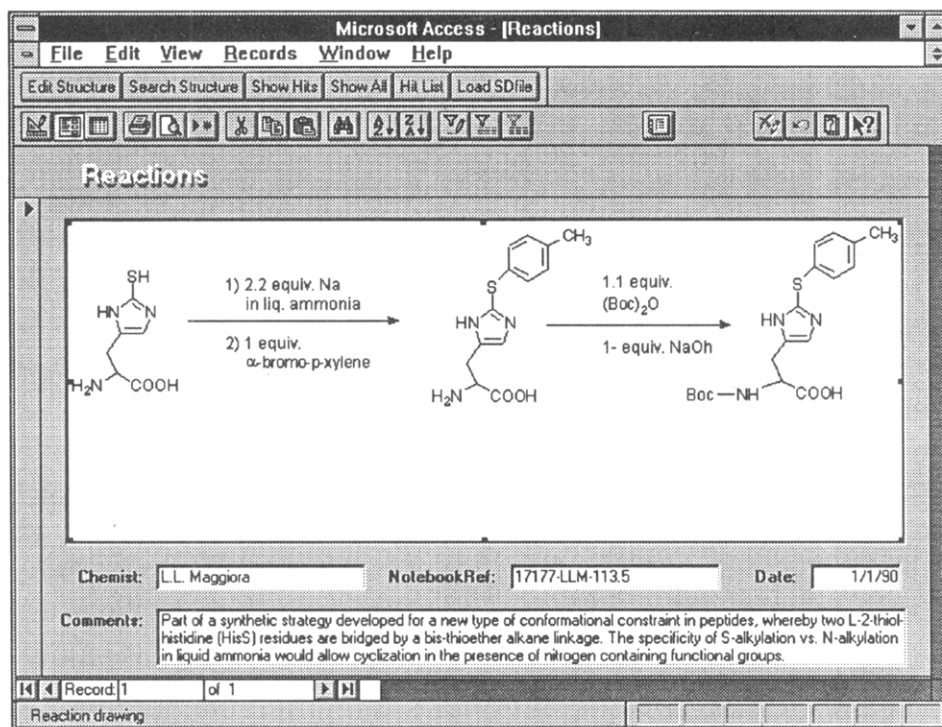 Microsoft Access - [Reactions]
File Edit View Records Window Help
Edit Structure Search Structure Show Hits Show All Hit List Load SDfile
Reactions
SH
HN N
H₂N COOH
1) 2.2 equiv. Na
in liq. ammonia
2) 1 equiv.
α-bromo-p-xylene
CH₃
S
HN N
H₂N COOH
1.1 equiv.
(Boc)₂O
1- equiv. NaOh
CH₃
S
HN N
Boc—NH COOH
Chemist: L.L. Maggiora NotebookRef: 17177-LLM-113.5 Date: 1/1/90
Comments: Part of a synthetic strategy developed for a new type of conformational constraint in peptides, whereby two L-2-thiol-
histidine (HisS) residues are bridged by a bis-thioether alkane linkage. The specificity of S-alkylation vs. N-alkylation
in liquid ammonia would allow cyclization in the presence of nitrogen containing functional groups.
Record: 1 of 1
Reaction drawing